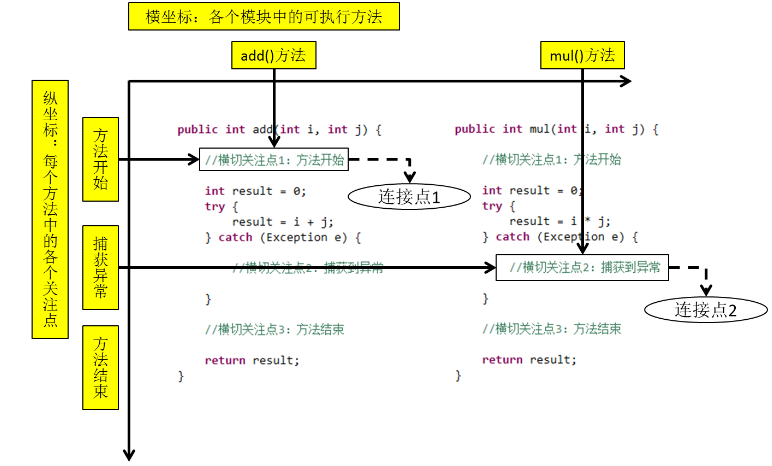 横坐标：各个模块中的可执行方法
add()方法
mul()方法
纵坐标：每个方法中的各个关注点
方法开始
捕获异常
方法结束
public int add(int i, int j) {
//横切关注点1：方法开始
int result = 0;
try {
result = i + j;
} catch (Exception e) {
//横切关注点2：捕获到异常
}
//横切关注点3：方法结束
return result;
}
连接点1
public int mul(int i, int j) {
//横切关注点1：方法开始
int result = 0;
try {
result = i * j;
} catch (Exception e) {
//横切关注点2：捕获到异常
}
//横切关注点3：方法结束
return result;
}
连接点2